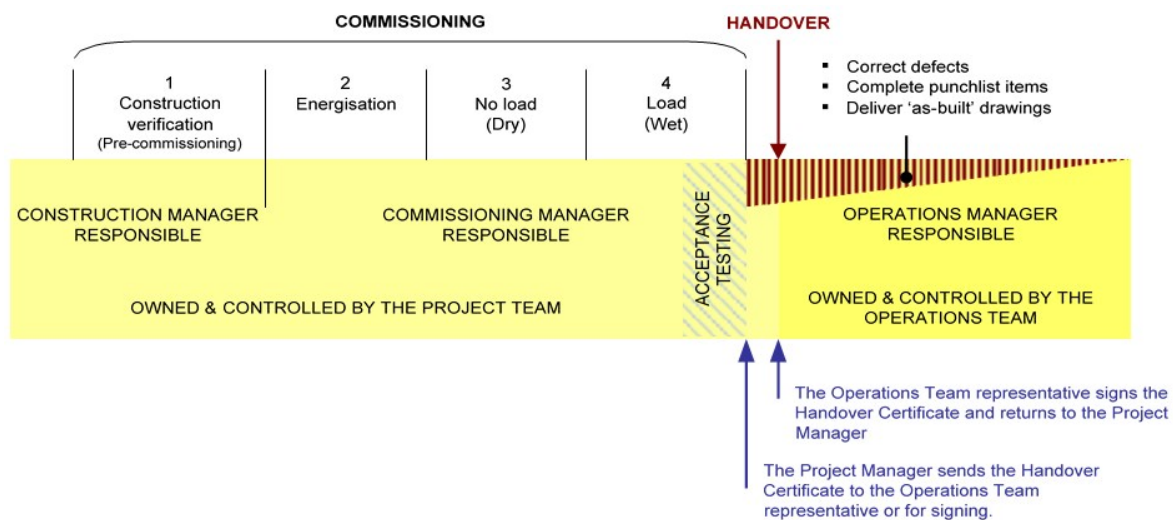 COMMISSIONING
HANDOVER
1
Construction
verification
(Pre-commissioning)
2
Energisation
3
No load
(Dry)
4
Load
(Wet)
▪ Correct defects
▪ Complete punchlist items
▪ Deliver ‘as-built’ drawings
CONSTRUCTION MANAGER
RESPONSIBLE
COMMISSIONING MANAGER
RESPONSIBLE
ACCEPTANCE
TESTING
OPERATIONS MANAGER
RESPONSIBLE
OWNED & CONTROLLED BY THE PROJECT TEAM
OWNED & CONTROLLED BY THE
OPERATIONS TEAM
The Operations Team representative signs the
Handover Certificate and returns to the Project
Manager
The Project Manager sends the Handover
Certificate to the Operations Team
representative or for signing.